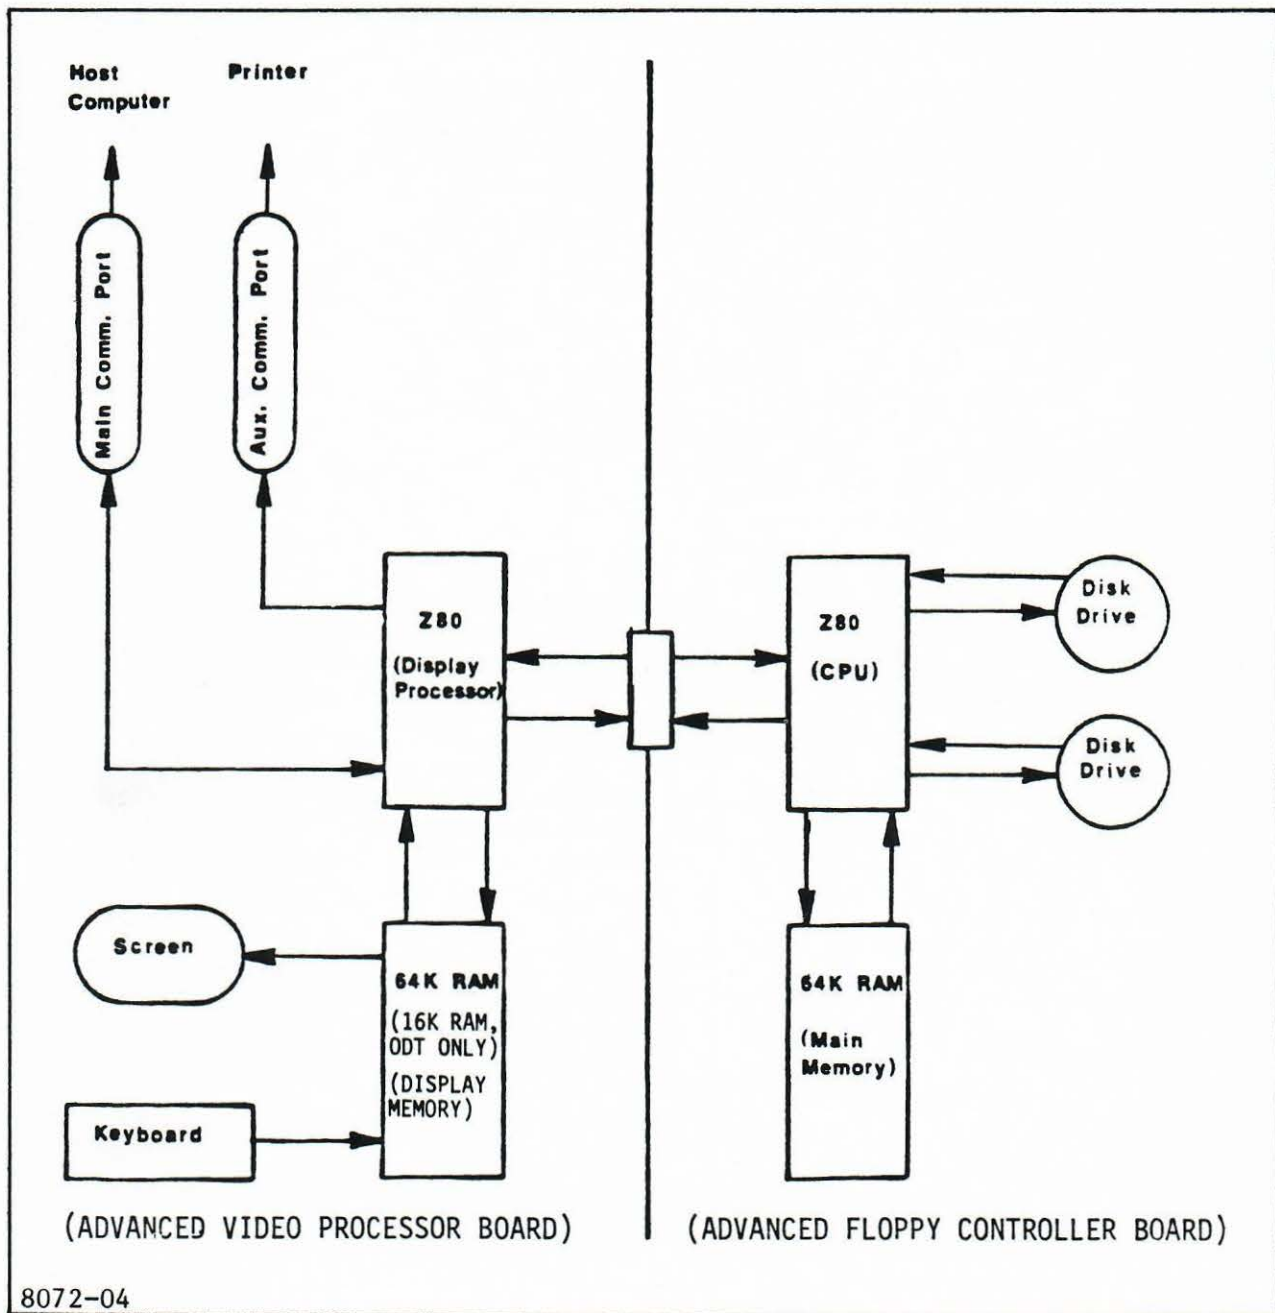 Host
Computer
Printer
Main Comm. Port
Aux. Comm. Port
Z80
(Display
Processor)
Z80
(CPU)
Disk
Drive
Disk
Drive
Screen
64K RAM
(16K RAM,
ODT ONLY)
(DISPLAY
MEMORY)
64K RAM
(Main
Memory)
Keyboard
(ADVANCED VIDEO PROCESSOR BOARD)
(ADVANCED FLOPPY CONTROLLER BOARD)
8072-04